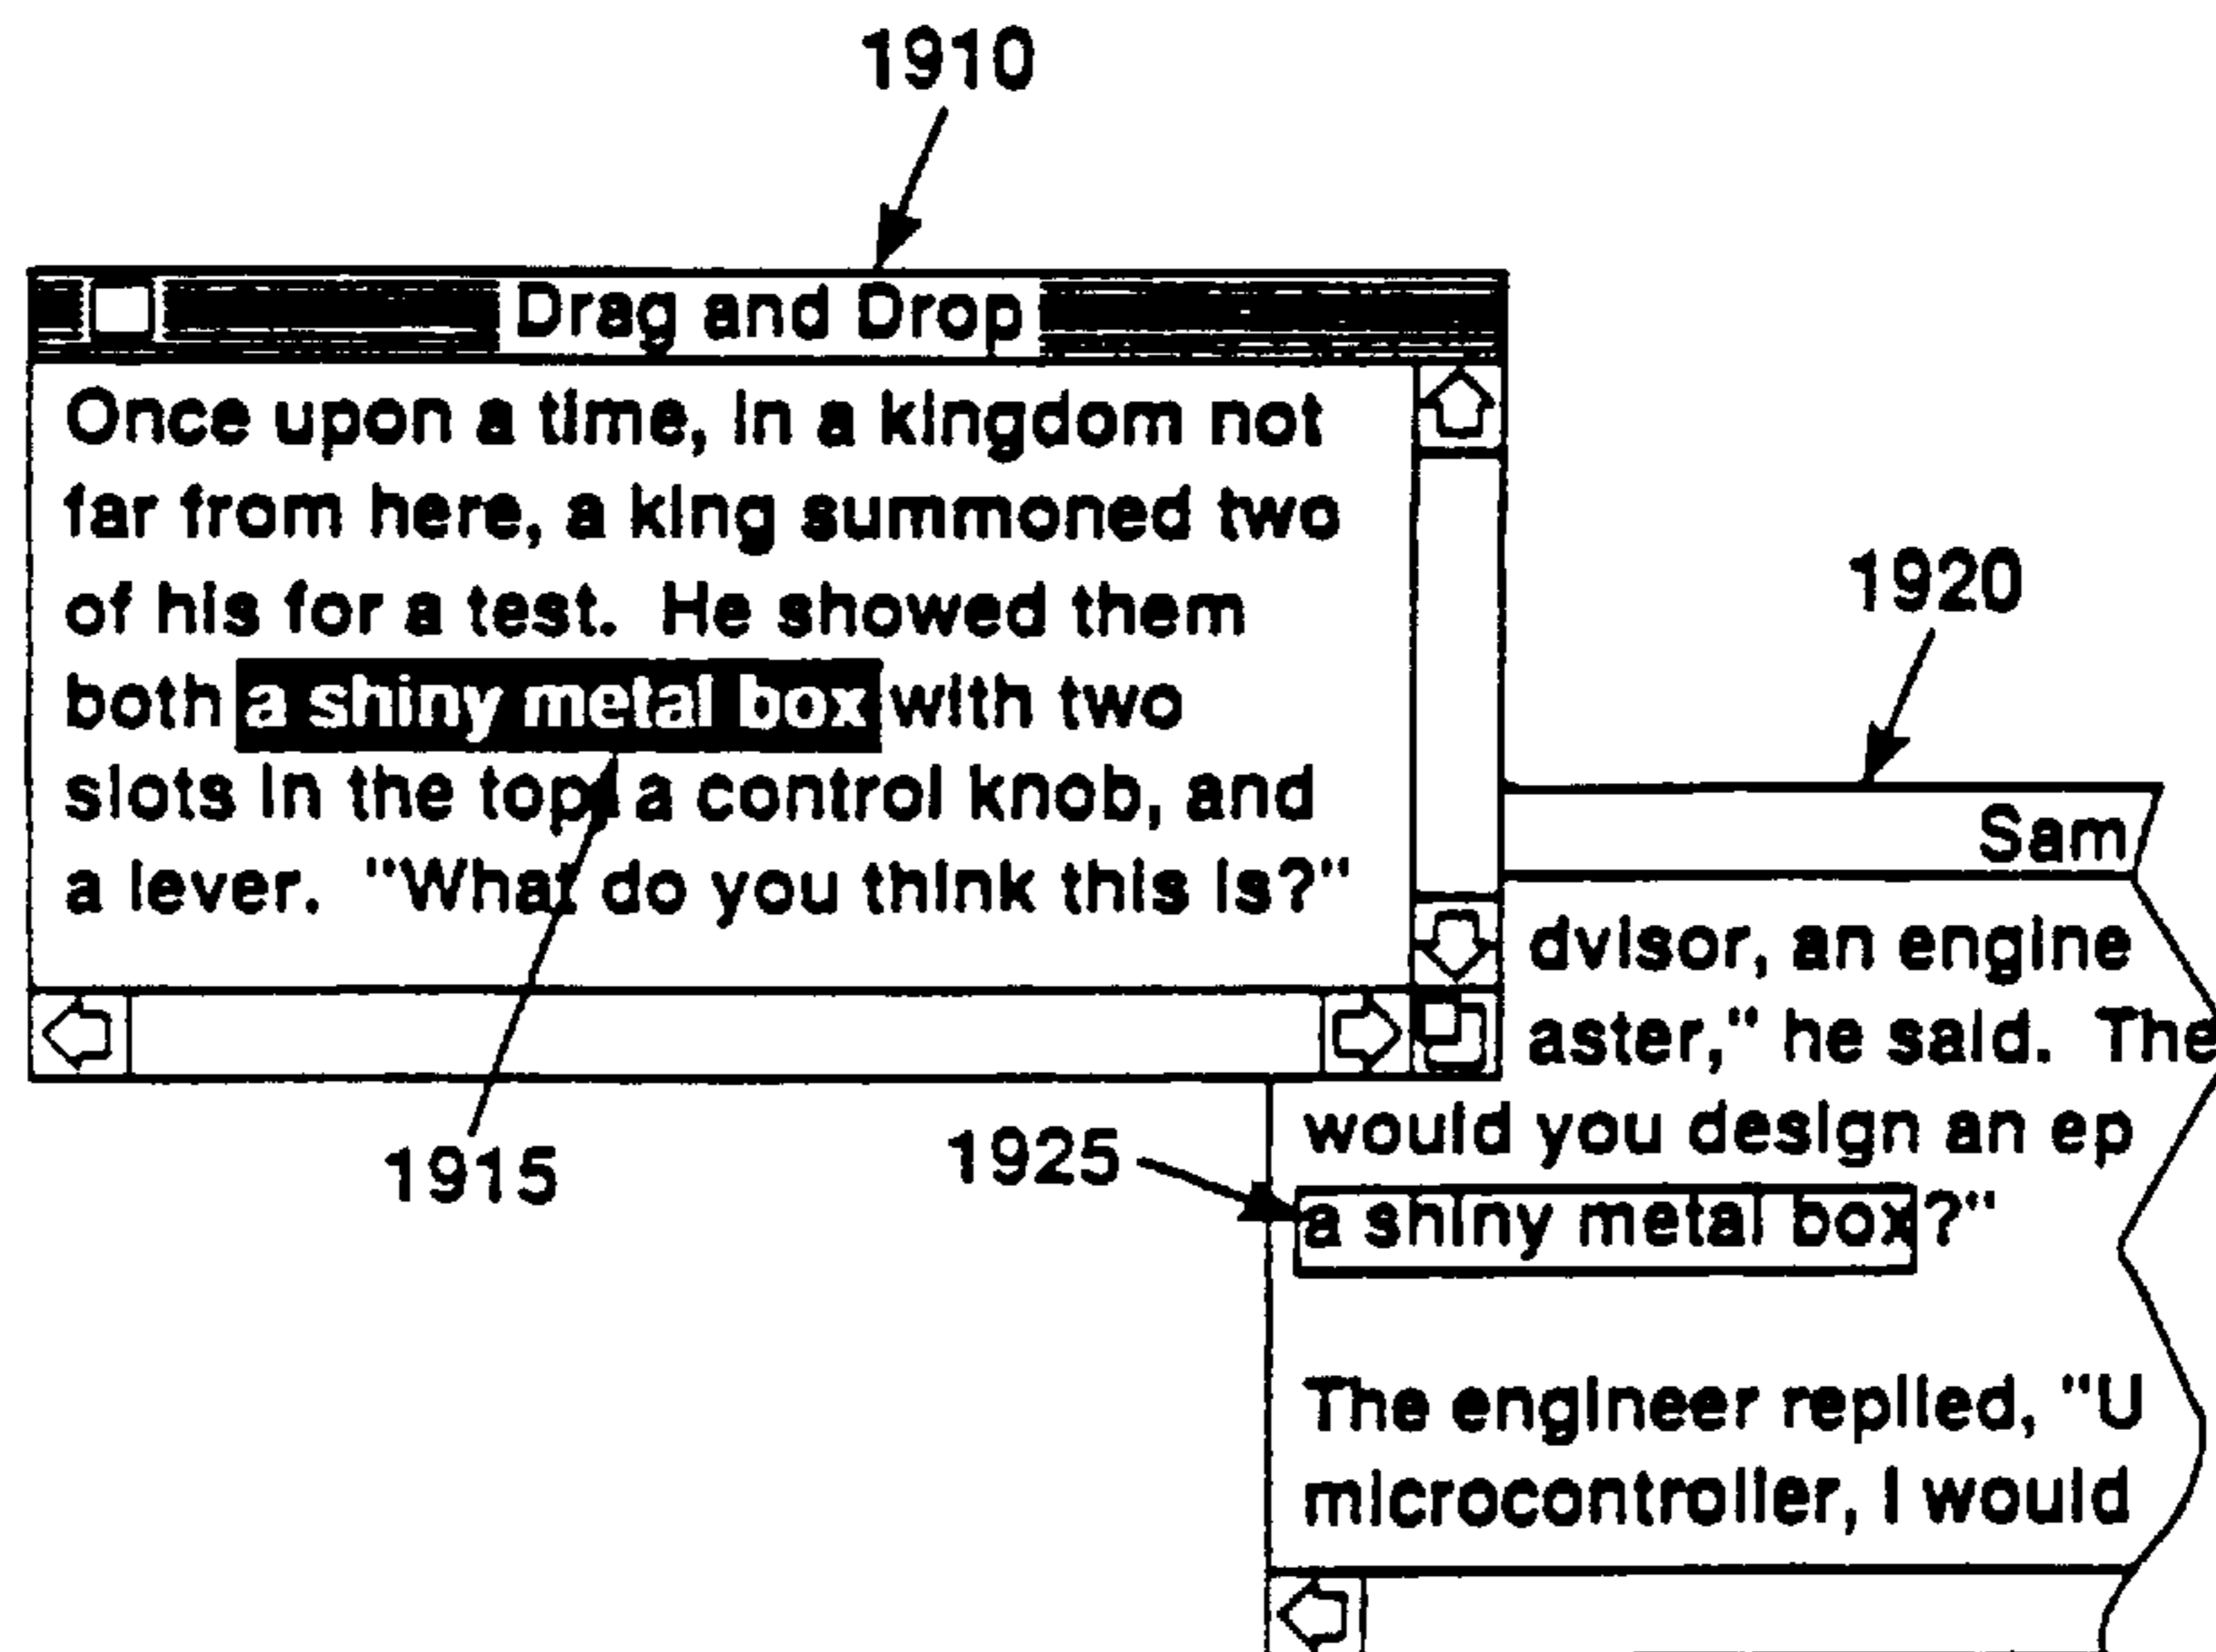 1910
Drag and Drop
Once upon a time, in a kingdom not
far from here, a king summoned two
of his for a test. He showed them
both a shiny metal box with two
slots in the top, a control knob, and
a lever. "What do you think this is?"
1915
1920
Sam
dvisor, an engine
aster," he said. The
would you design an ep
1925
a shiny metal box?"
The engineer replied, "U
microcontroller, I would